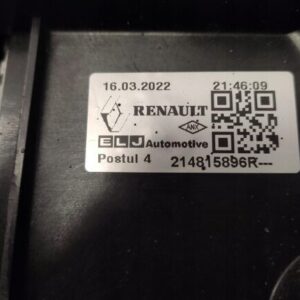 16.03.2022 21:46:09
RENAULT
ELJ Automotive
Postul 4 214815896R---